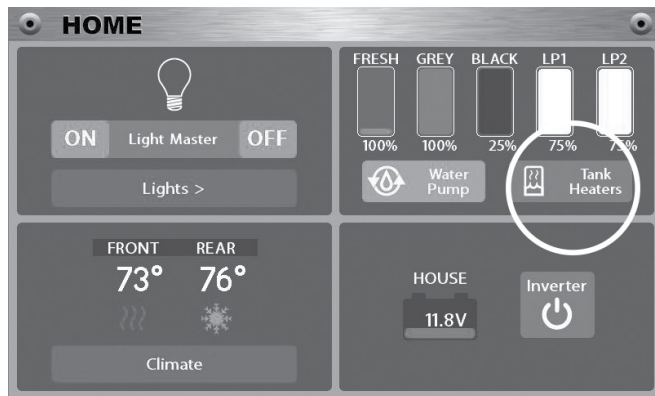 HOME
ON Light Master OFF
Lights >
FRESH GREY BLACK LP1 LP2
100% 100% 25% 75% 75%
Water
Pump
Tank
Heaters
FRONT REAR
73° 76°
Climate
HOUSE
11.8V
Inverter